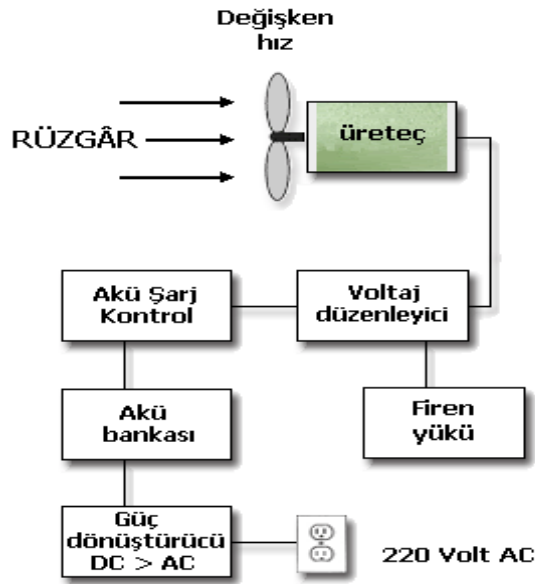 Değişken
hız
RÜZGÂR
üreteç
Akü Şarj
Kontrol
Voltaj
düzenleyici
Akü
bankası
Firen
yükü
Güç
dönüştürücü
DC > AC
220 Volt AC